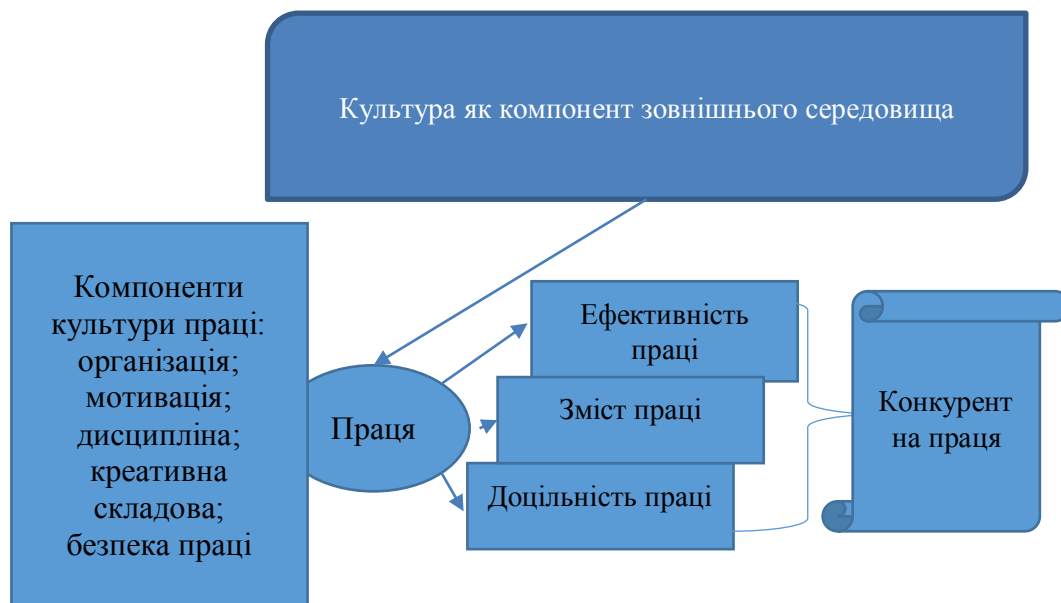 Культура як компонент зовнішнього середовища
Компоненти
культури праці:
організація;
мотивація;
дисципліна;
креативна
складова;
безпека праці
Праця
Ефективність
праці
Зміст праці
Доцільність праці
Конкурент
на праця